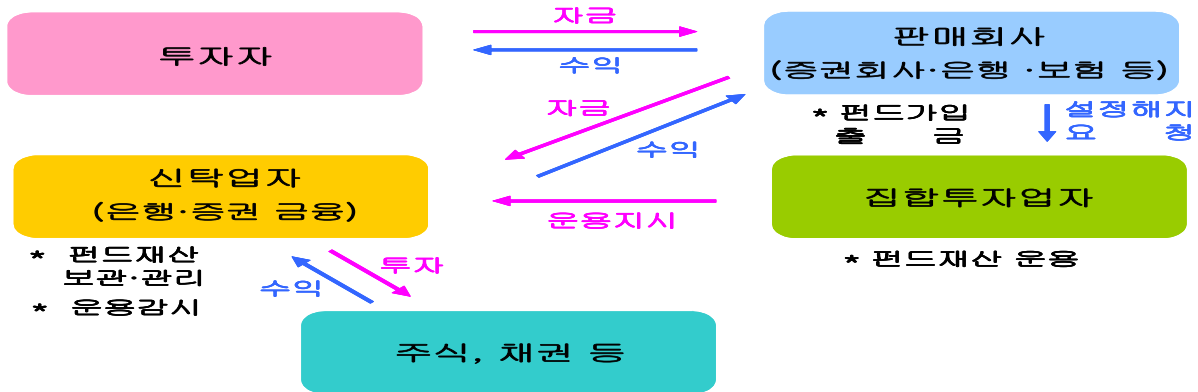 투자자
자금
수익
판매회사
(증권회사·은행 ·보험 등)
* 펀드가입
출 금
설정해지
요 청
자금
수익
신탁업자
(은행·증권 금융)
운용지시
집합투자업자
* 펀드재산
보관·관리
* 운용감시
* 펀드재산 운용
투자
수익
주식, 채권 등